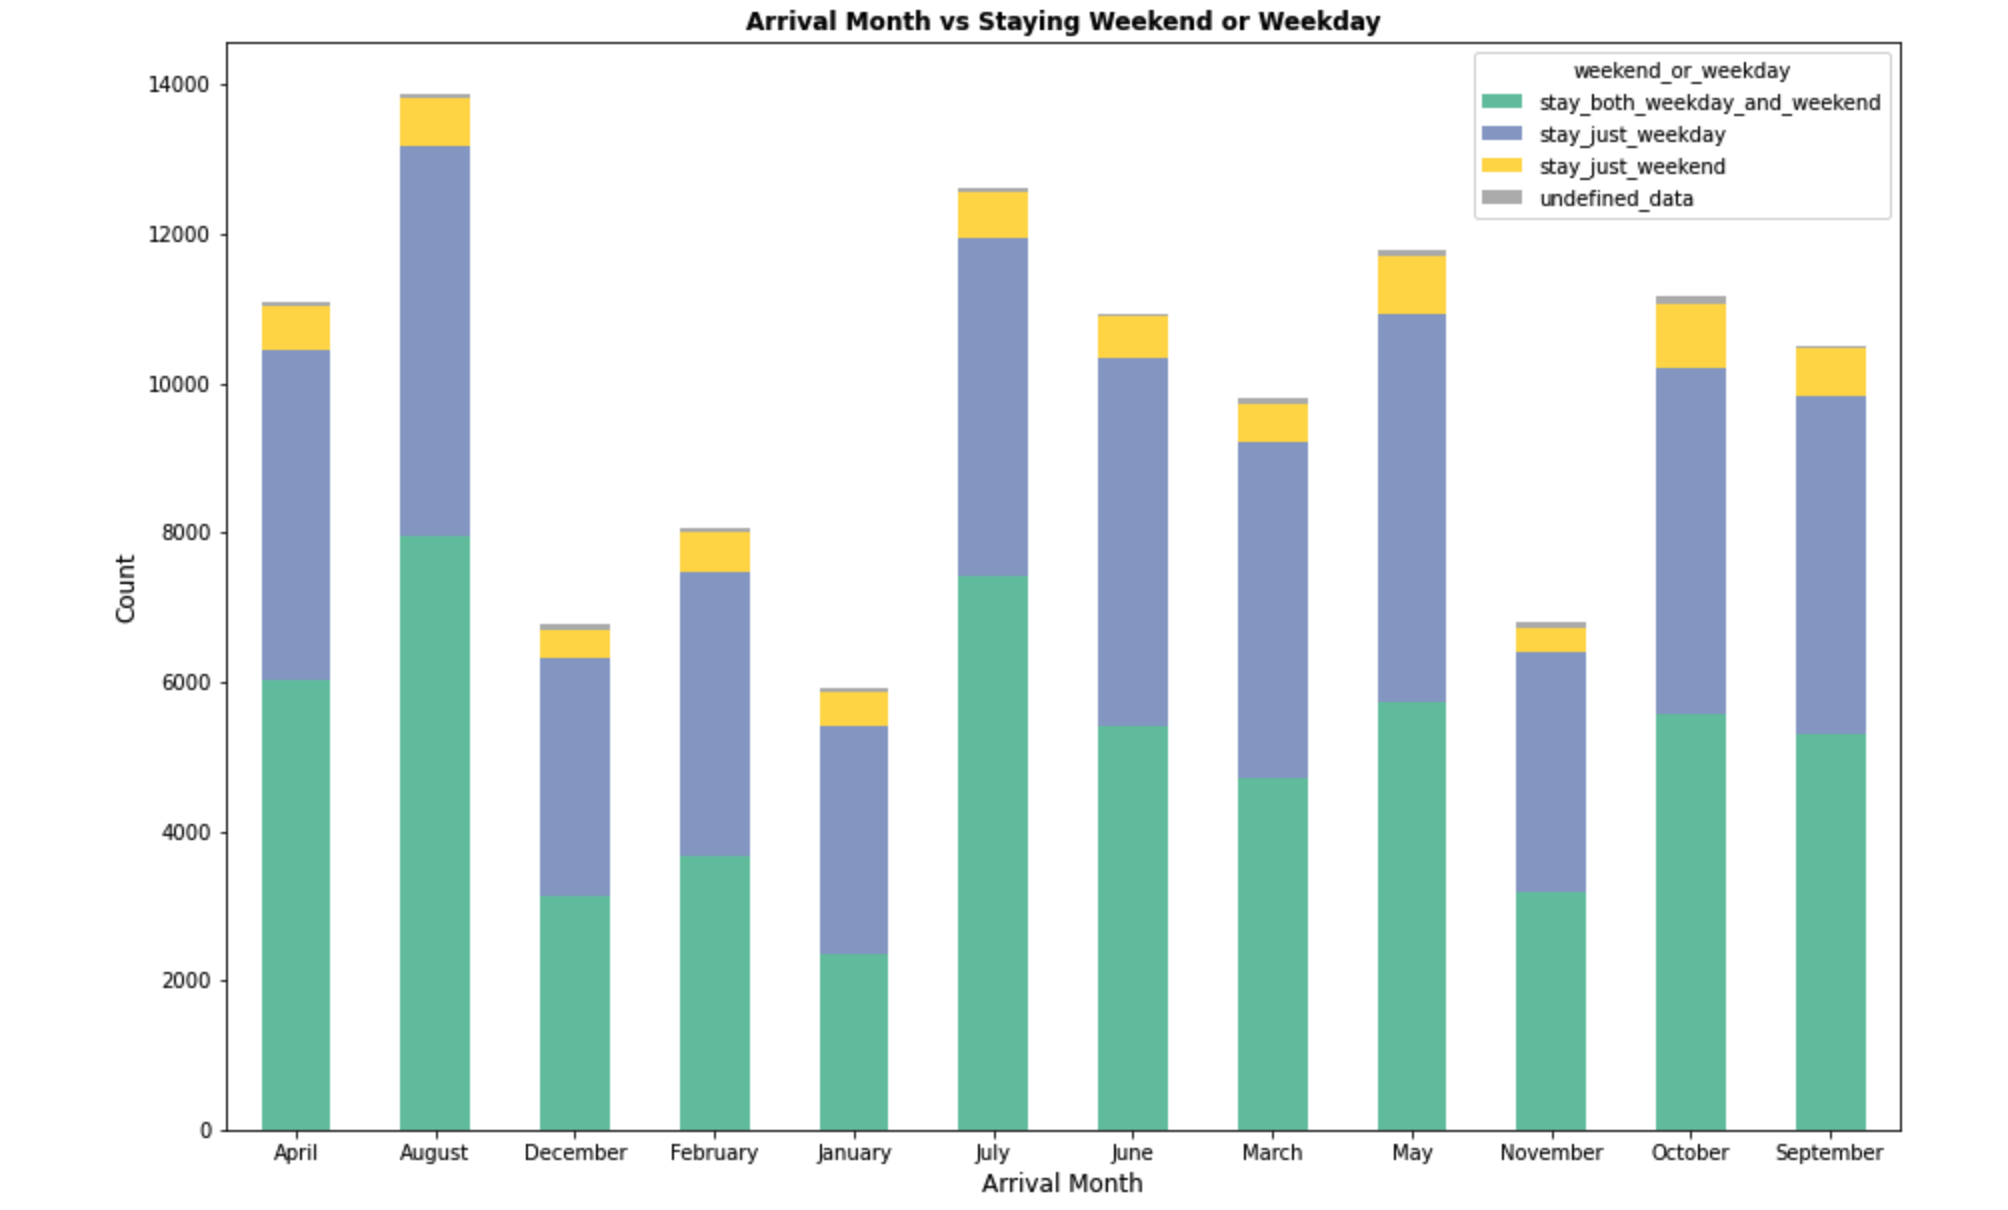 Arrival Month vs Staying Weekend or Weekday
weekend_or_weekday
stay_both_weekday_and_weekend
stay_just_weekday
stay_just_weekend
undefined_data
Count
14000
12000
10000
8000
6000
4000
2000
0
April August December February January July June March May November October September
Arrival Month